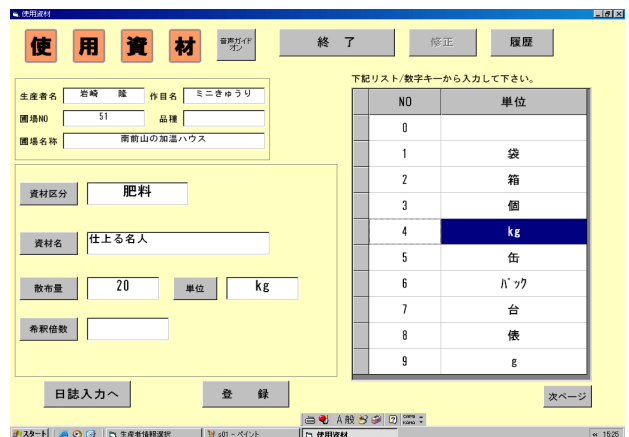 使用資材
使 用 資 材
音声ガイド
オン
終 了
修正
履歴
下記リスト/数字キーから入力して下さい。
生産者名 岩崎 隆 作目名 ミニきゅうり
圃場NO 51 品種
圃場名称 南前山の加温ハウス
資材区分 肥料
資材名 仕上る名人
散布量 20 単位 kg
希釈倍数
NO 単位
0
1 袋
2 箱
3 個
4 kg
5 缶
6 パック
7 台
8 俵
9 g
日誌入力へ
登 録
次ページ
A 般 CAPS KANA
スタート 生産者情報選択 s01 - ペイント 使用資材 15:25